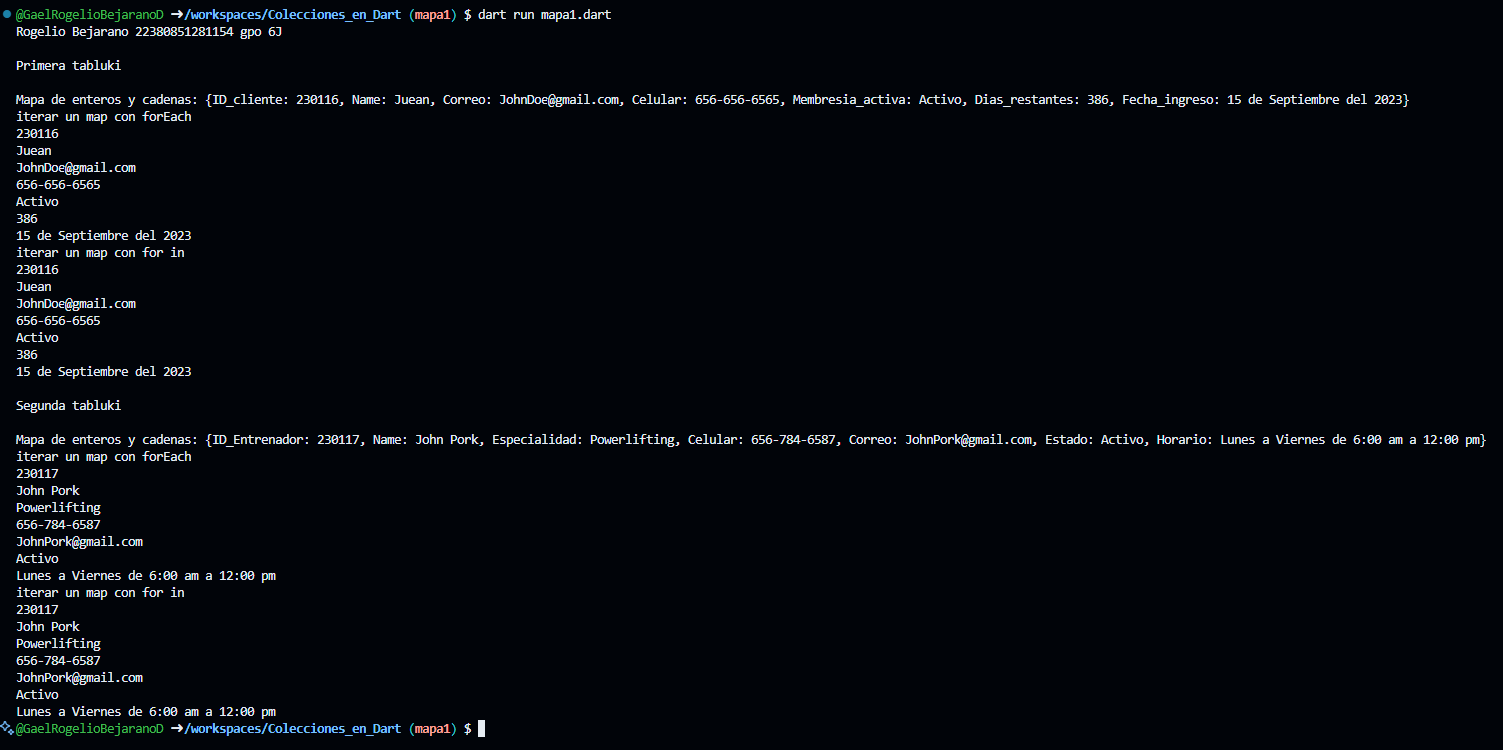 @GaelRogelioBejaranoD ➜/workspaces/Colecciones_en_Dart (mapa1) $ dart run mapa1.dart
Rogelio Bejarano 22380851281154 gpo 6J
Primera tabluki
Mapa de enteros y cadenas: {ID_cliente: 230116, Name: Juean, Correo: JohnDoe@gmail.com, Celular: 656-656-6565, Membresia_activa: Activo, Dias_restantes: 386, Fecha_ingreso: 15 de Septiembre del 2023}
iterar un map con forEach
230116
Juean
JohnDoe@gmail.com
656-656-6565
Activo
386
15 de Septiembre del 2023
iterar un map con for in
230116
Juean
JohnDoe@gmail.com
656-656-6565
Activo
386
15 de Septiembre del 2023
Segunda tabluki
Mapa de enteros y cadenas: {ID_Entrenador: 230117, Name: John Pork, Especialidad: Powerlifting, Celular: 656-784-6587, Correo: JohnPork@gmail.com, Estado: Activo, Horario: Lunes a Viernes de 6:00 am a 12:00 pm}
iterar un map con forEach
230117
John Pork
Powerlifting
656-784-6587
JohnPork@gmail.com
Activo
Lunes a Viernes de 6:00 am a 12:00 pm
iterar un map con for in
230117
John Pork
Powerlifting
656-784-6587
JohnPork@gmail.com
Activo
Lunes a Viernes de 6:00 am a 12:00 pm
@GaelRogelioBejaranoD ➜/workspaces/Colecciones_en_Dart (mapa1) $